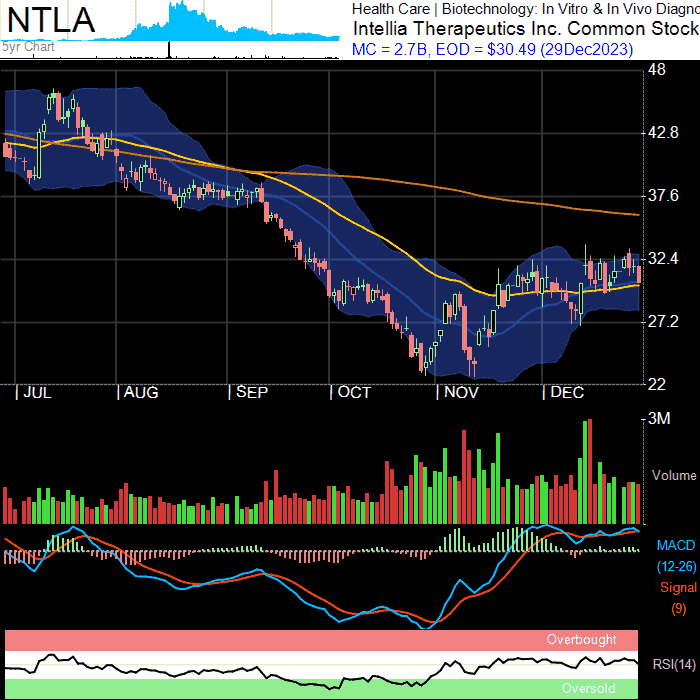 NTLA
5yr Chart
Health Care | Biotechnology: In Vitro & In Vivo Diagno
Intellia Therapeutics Inc. Common Stock
MC = 2.7B, EOD = $30.49 (29Dec2023)
48
42.8
37.6
32.4
27.2
22
| JUL | AUG | SEP | OCT | NOV | DEC
3M
Volume
MACD
(12-26)
Signal
(9)
Overbought
RSI(14)
Oversold